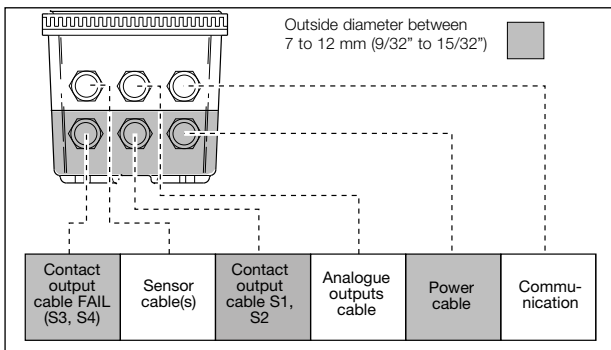 Outside diameter between
7 to 12 mm (9/32” to 15/32”)
Contact
output
cable FAIL
(S3, S4)
Sensor
cable(s)
Contact
output
cable S1,
S2
Analogue
outputs
cable
Power
cable
Commu-
nication